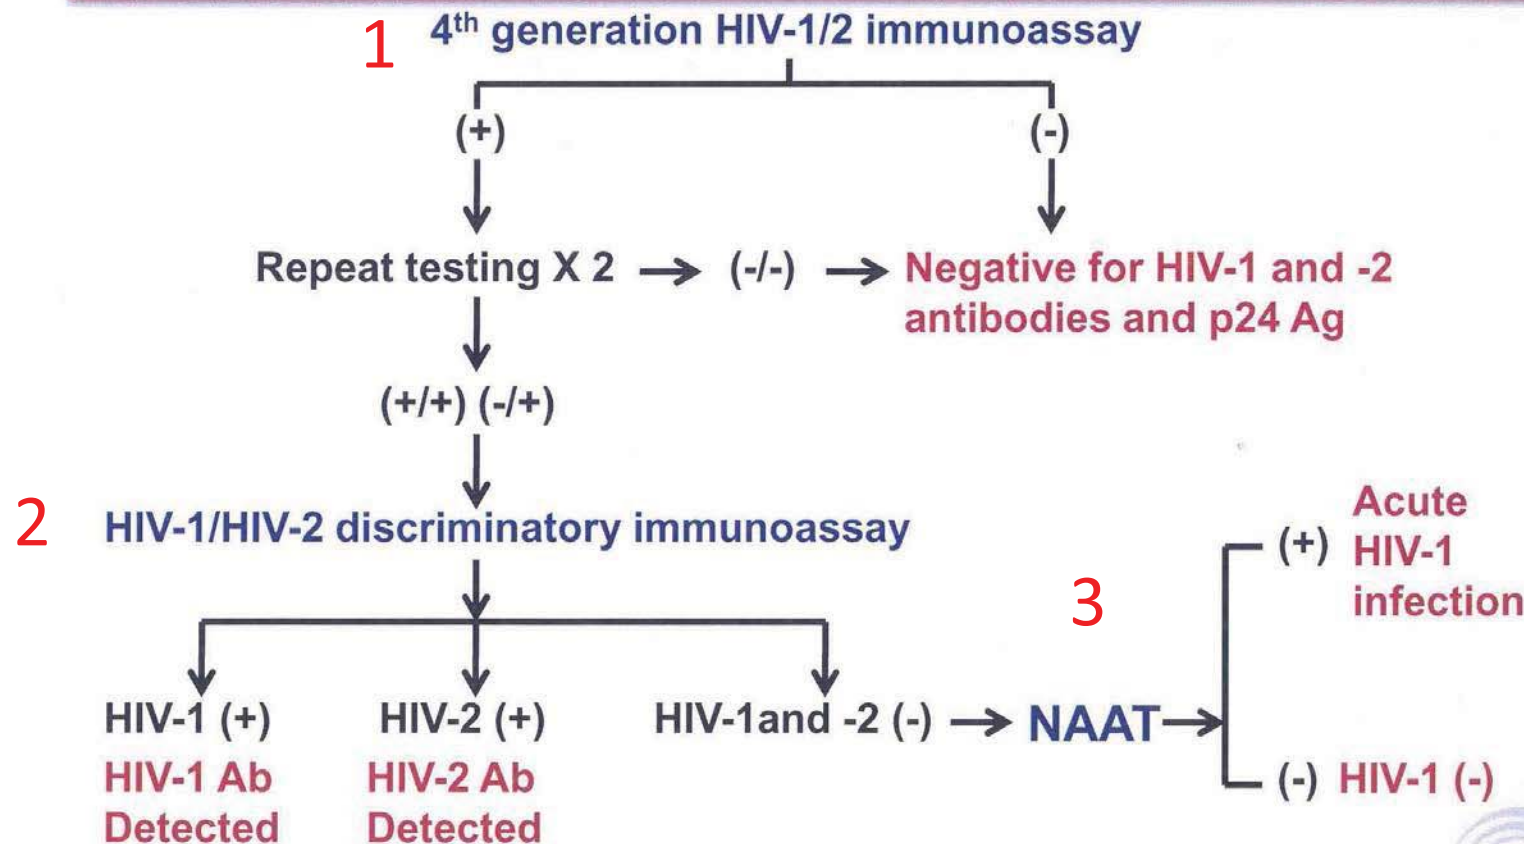 1
4th generation HIV-1/2 immunoassay
(+)
(-)
Repeat testing X 2
(-/-)
Negative for HIV-1 and -2
antibodies and p24 Ag
(+/+) (-/+)
2
HIV-1/HIV-2 discriminatory immunoassay
HIV-1 (+)
HIV-1 Ab
Detected
HIV-2 (+)
HIV-2 Ab
Detected
HIV-1and -2 (-)
3
NAAT
(+)
Acute
HIV-1
infection
(-) HIV-1 (-)